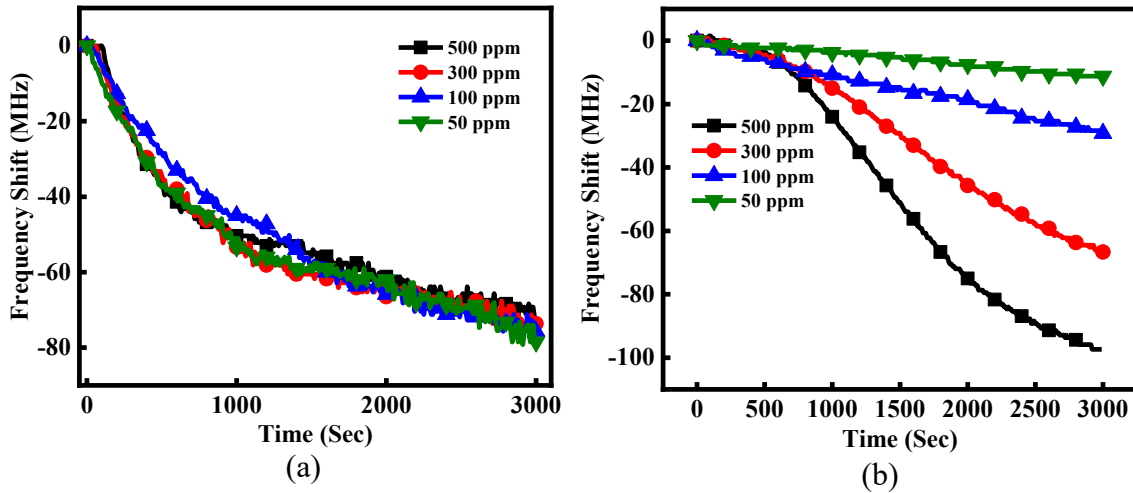 (a)
500 ppm
300 ppm
100 ppm
50 ppm
0
-20
-40
-60
-80
Frequency Shift (MHz)
0
1000
2000
3000
Time (Sec)
(a)
(b)
500 ppm
300 ppm
100 ppm
50 ppm
0
-20
-40
-60
-80
-100
Frequency Shift (MHz)
0
500
1000
1500
2000
2500
3000
Time (Sec)
(b)